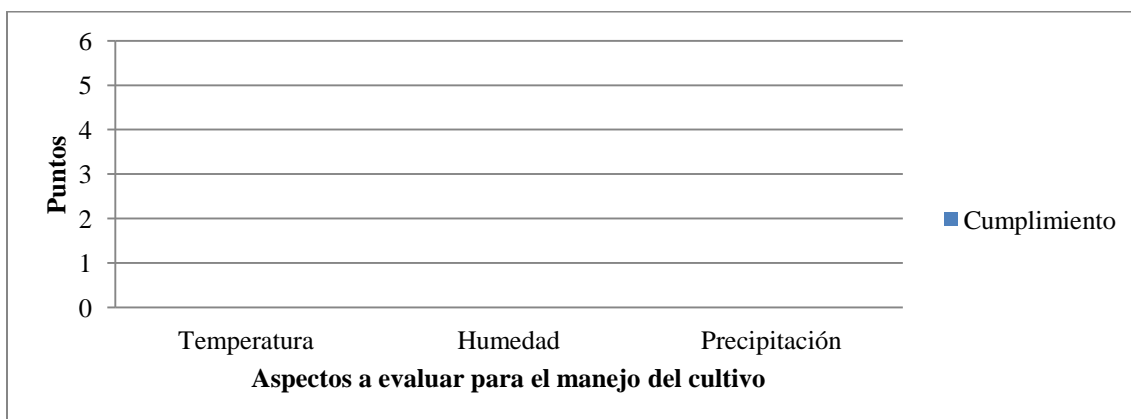 6
5
4
3
2
1
0
Puntos
Temperatura Humedad Precipitación
Aspectos a evaluar para el manejo del cultivo
Cumplimiento